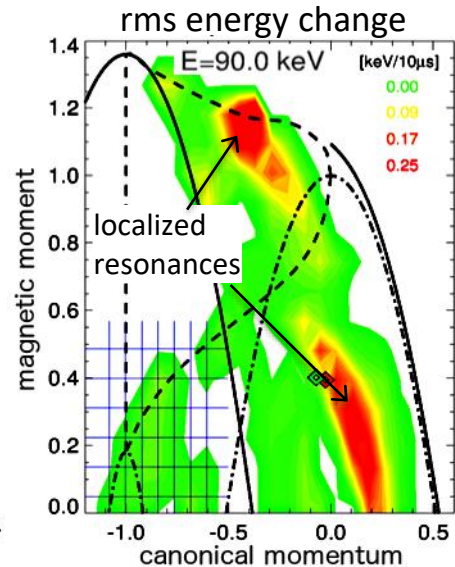 rms energy change
E=90.0 keV
[keV/10µs]
0.00
0.09
0.17
0.25
localized
resonances
magnetic moment
1.4
1.2
1.0
0.8
0.6
0.4
0.2
0.0
-1.0
-0.5
0.0
0.5
canonical momentum